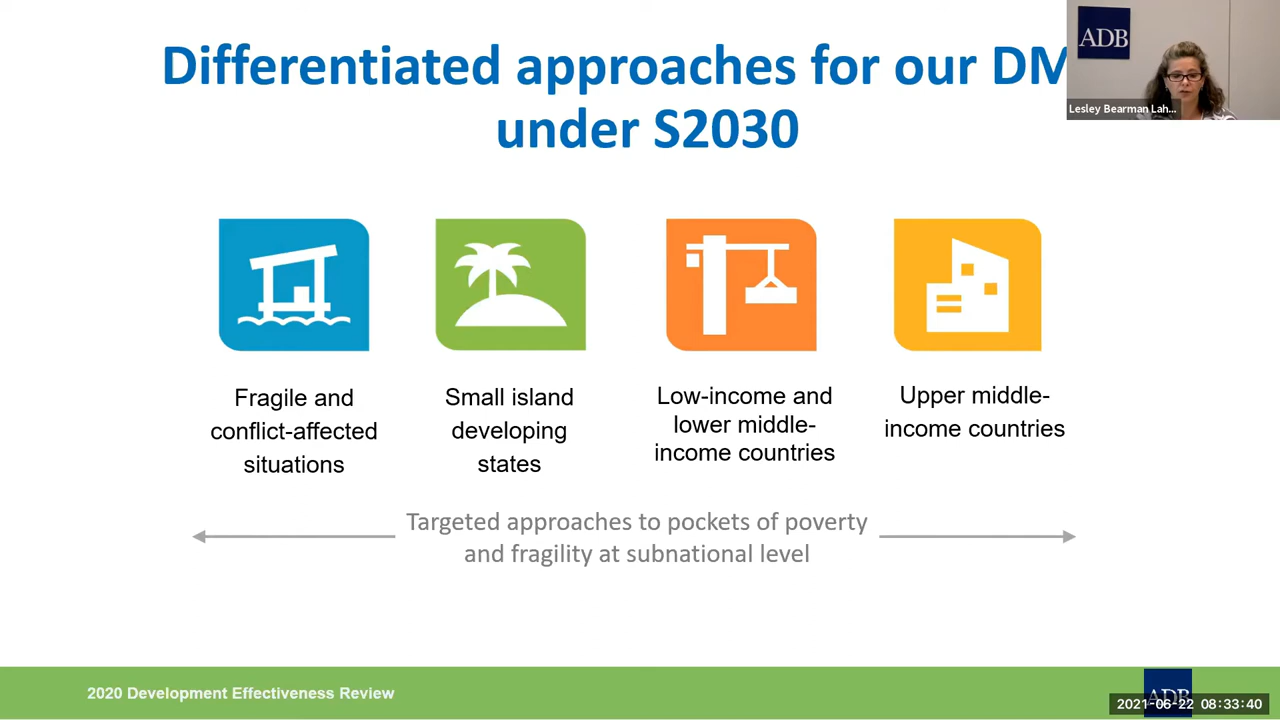 Differentiated approaches for our DM
under S2030
ADB
Lesley Bearman Lah...
Fragile and
conflict-affected
situations
Small island
developing
states
Low-income and
lower middle-
income countries
Upper middle-
income countries
Targeted approaches to pockets of poverty
and fragility at subnational level
2020 Development Effectiveness Review
ADB
2021-06-22 08:33:40